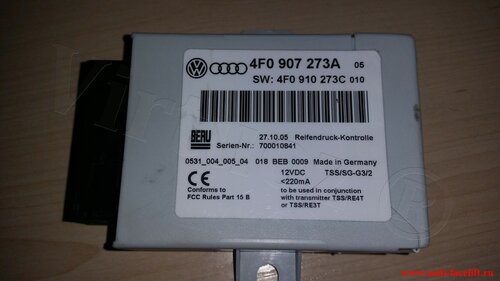 4F0 907 273A 05
SW: 4F0 910 273C 010
BERU
27.10.05 Reifendruck-Kontrolle
Serien-Nr.: 700010841
0531_004_005_04 018 BEB 0009 Made in Germany
12VDC TSS/SG-G3/2
<220mA
CE
Conforms to
FCC Rules Part 15 B
to be used in conjunction
with transmitter TSS/RE4T
or TSS/RE3T
www.auto-facelift.ru